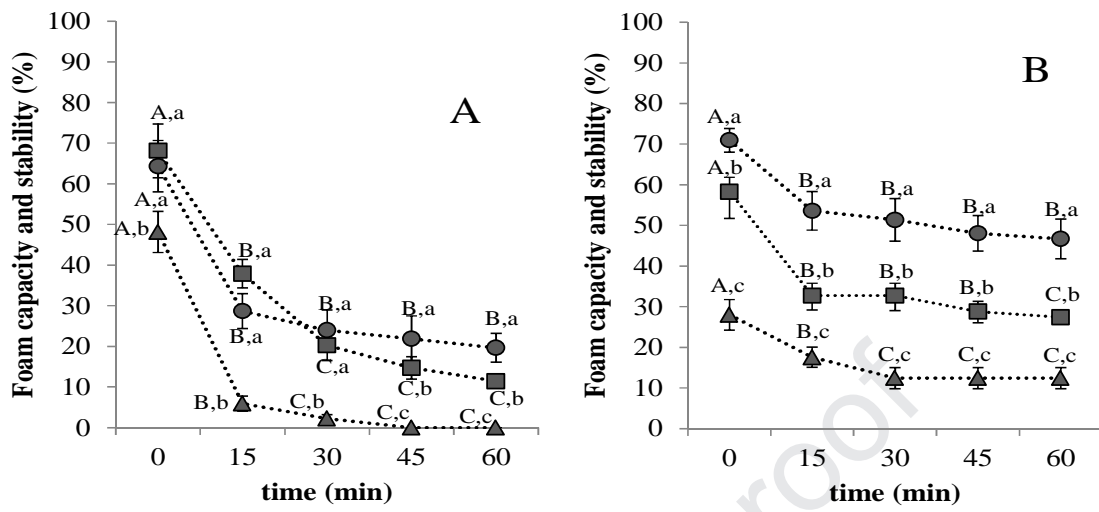 Foam capacity and stability (%)
100
90
80
70
60
50
40
30
20
10
0
A
A,a
A,a
A,b
B,a
B,a
B,b
B,a
C,a
C,b
B,a
C,b
C,c
B,a
C,b
C,c
0 15 30 45 60
time (min)
Foam capacity and stability (%)
100
90
80
70
60
50
40
30
20
10
0
B
A,a
A,b
A,c
B,a
B,b
B,c
B,a
B,b
C,c
B,a
B,b
C,c
B,a
C,b
C,c
0 15 30 45 60
time (min)
roof